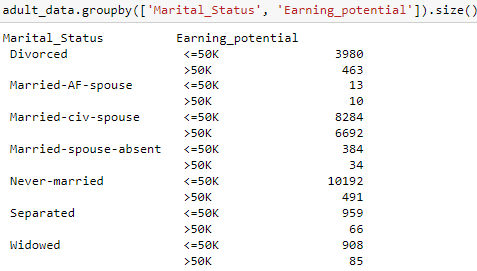 adult_data.groupby(['Marital_Status', 'Earning_potential']).size()
Marital_Status Earning_potential
Divorced <=50K 3980
>50K 463
Married-AF-spouse <=50K 13
>50K 10
Married-civ-spouse <=50K 8284
>50K 6692
Married-spouse-absent <=50K 384
>50K 34
Never-married <=50K 10192
>50K 491
Separated <=50K 959
>50K 66
Widowed <=50K 908
>50K 85